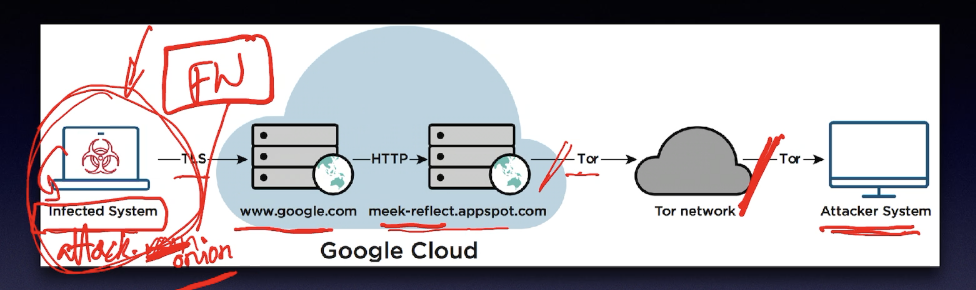 FW
TLS
HTTP
Tor
Tor
Infected System
www.google.com
meek-reflect.appspot.com
Tor network
Attacker System
attack.
onion
Google Cloud